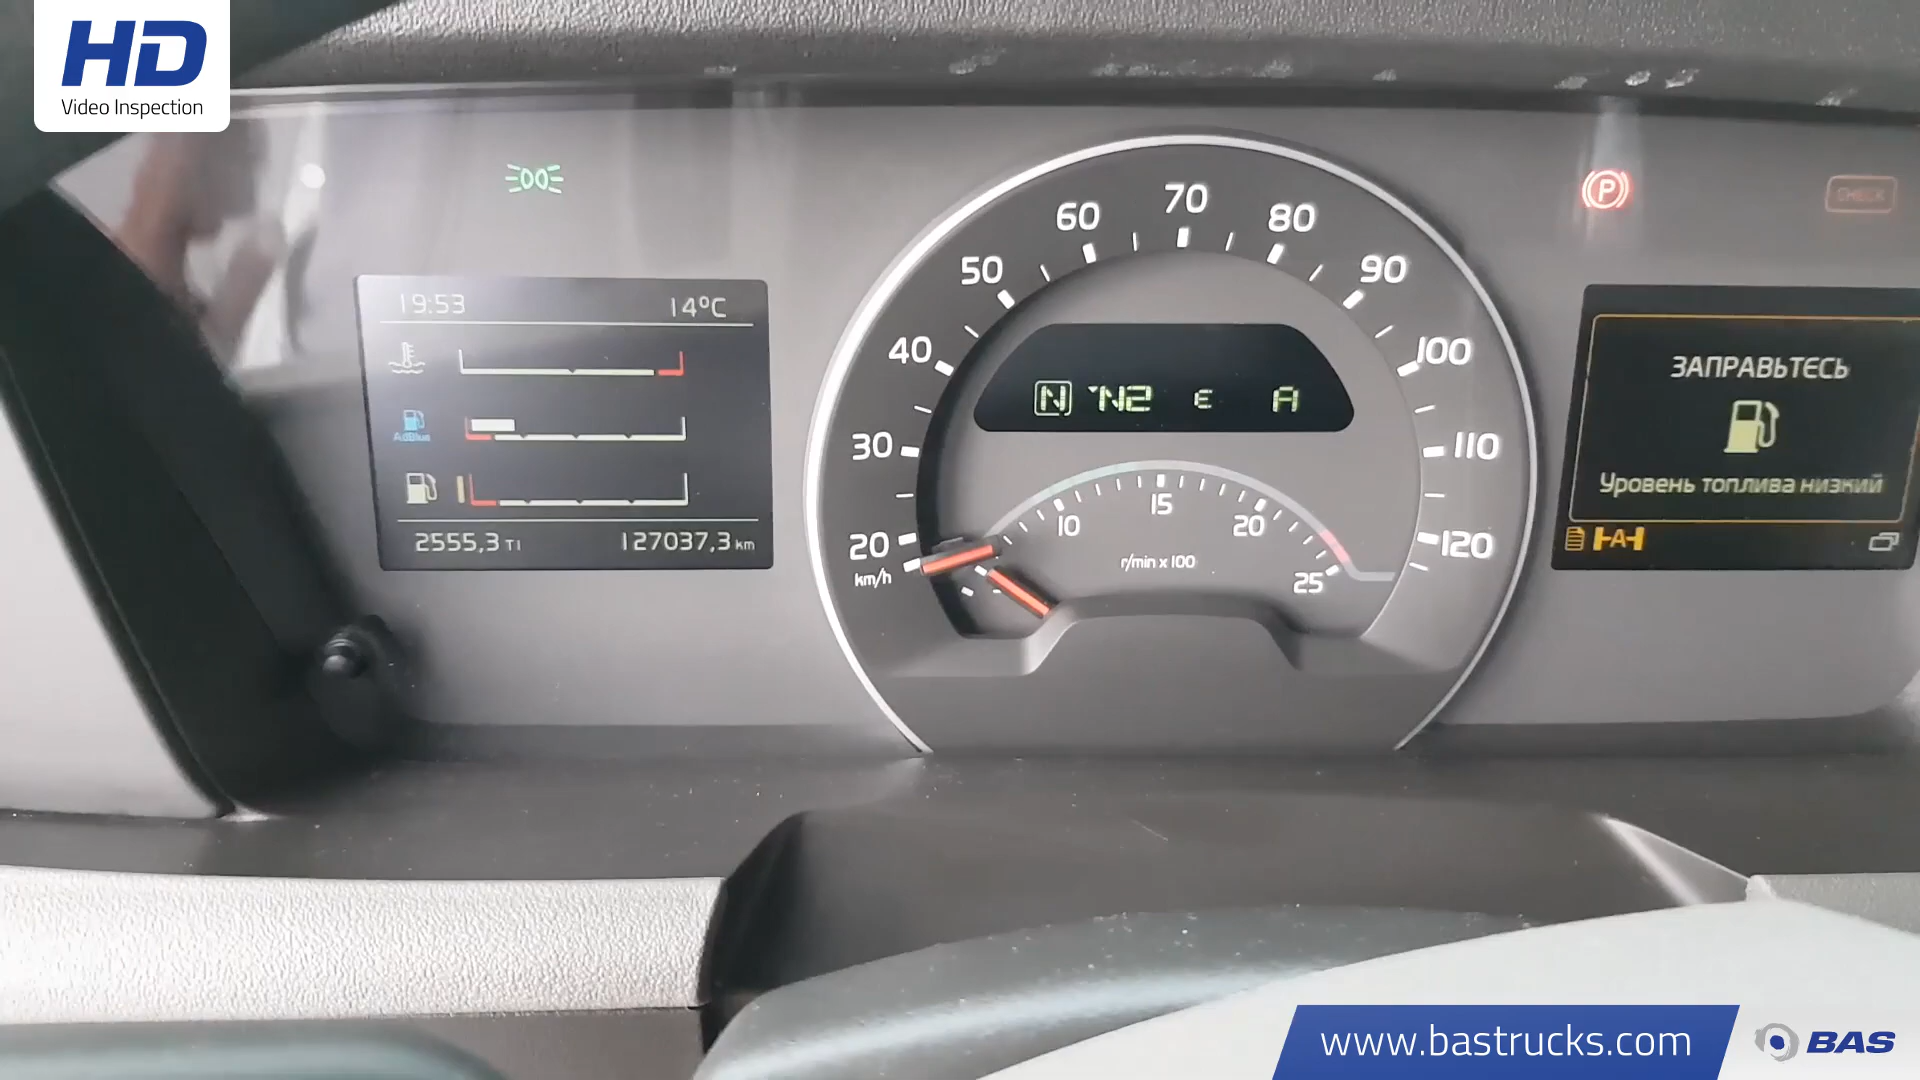 HD
Video Inspection
19:53 14°C
AdBlue
2555,3 T1 127037,3 km
20 30 40 50 60 70 80 90 100 110 120
km/h
N N2 E A
10 15 20 25
r/min x 100
P
CHECK
ЗАПРАВЬТЕСЬ
Уровень топлива низкий
A
www.bastrucks.com
BAS